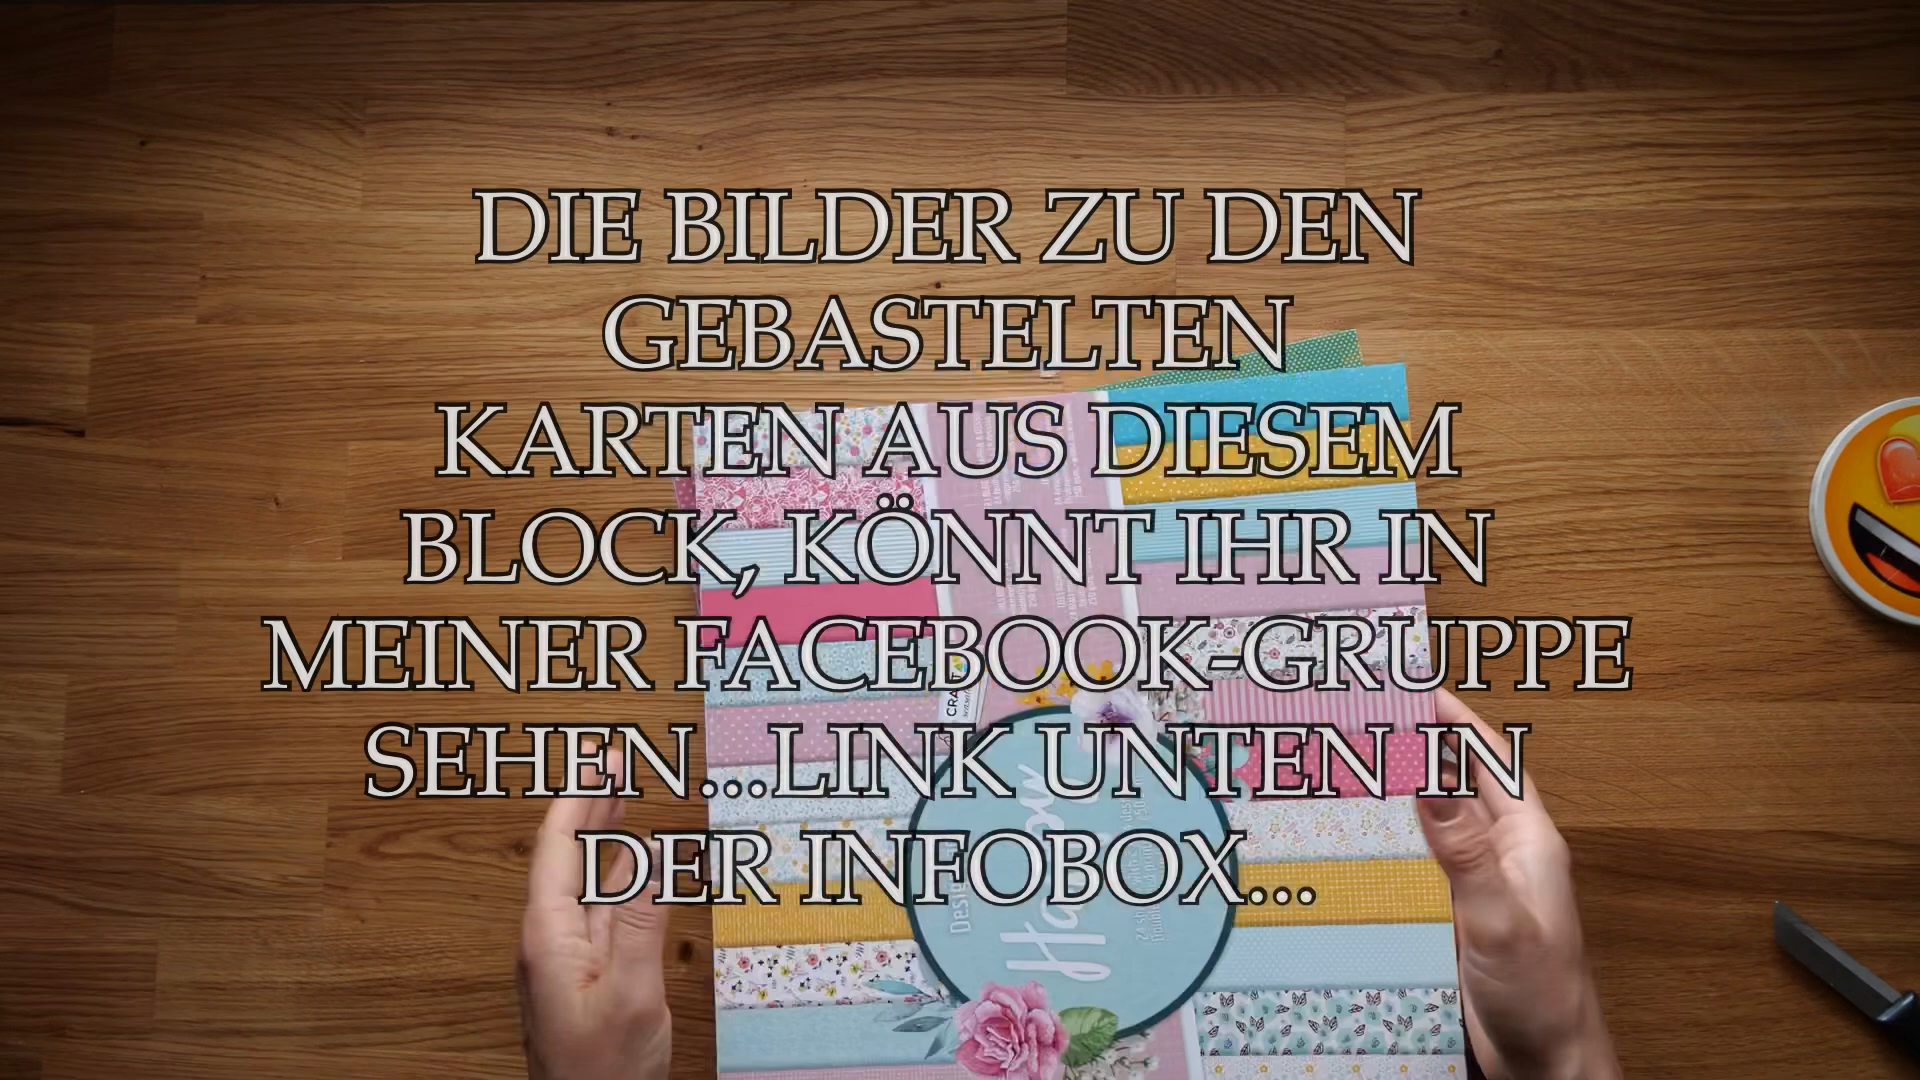 DIE BILDER ZU DEN
GEBASTELTEN
KARTEN AUS DIESEM
BLOCK, KÖNNT IHR IN
MEINER FACEBOOK-GRUPPE
SEHEN...LINK UNTEN IN
DER INFOBOX...
CRAFT